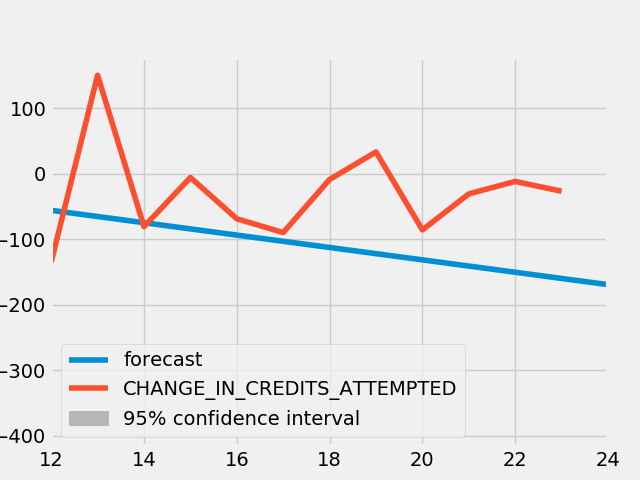 100
0
−100
−200
−300
−400
forecast
CHANGE_IN_CREDITS_ATTEMPTED
95% confidence interval
12 14 16 18 20 22 24